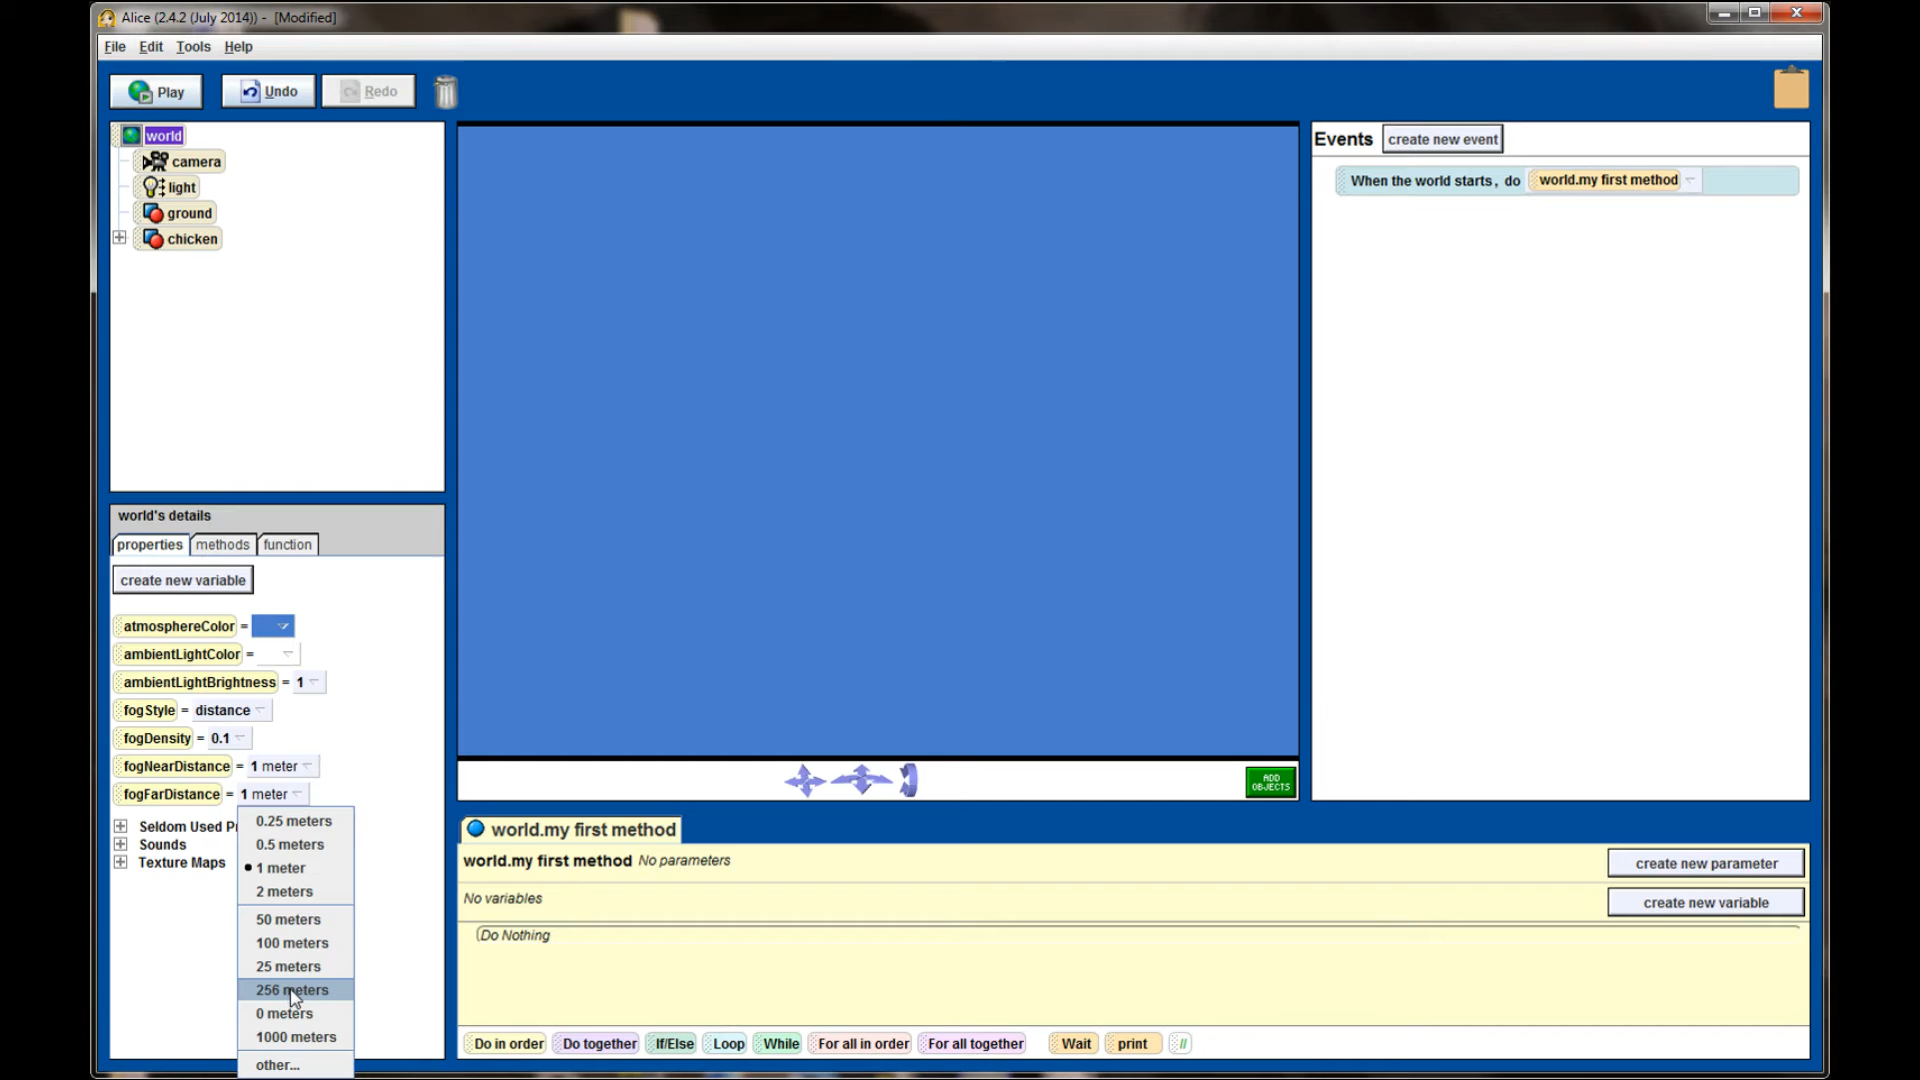 Alice (2.4.2 (July 2014)) - [Modified]
File Edit Tools Help
Play Undo Redo
world
camera
light
ground
chicken
Events create new event
When the world starts, do world.my first method
world's details
properties methods function
create new variable
atmosphereColor =
ambientLightColor =
ambientLightBrightness = 1
fogStyle = distance
fogDensity = 0.1
fogNearDistance = 1 meter
fogFarDistance = 1 meter
Seldom Used P
Sounds
Texture Maps
0.25 meters
0.5 meters
1 meter
2 meters
50 meters
100 meters
25 meters
256 meters
0 meters
1000 meters
other...
ADD
OBJECTS
world.my first method
world.my first method No parameters
create new parameter
No variables
create new variable
(Do Nothing
Do in order Do together If/Else Loop While For all in order For all together Wait print //